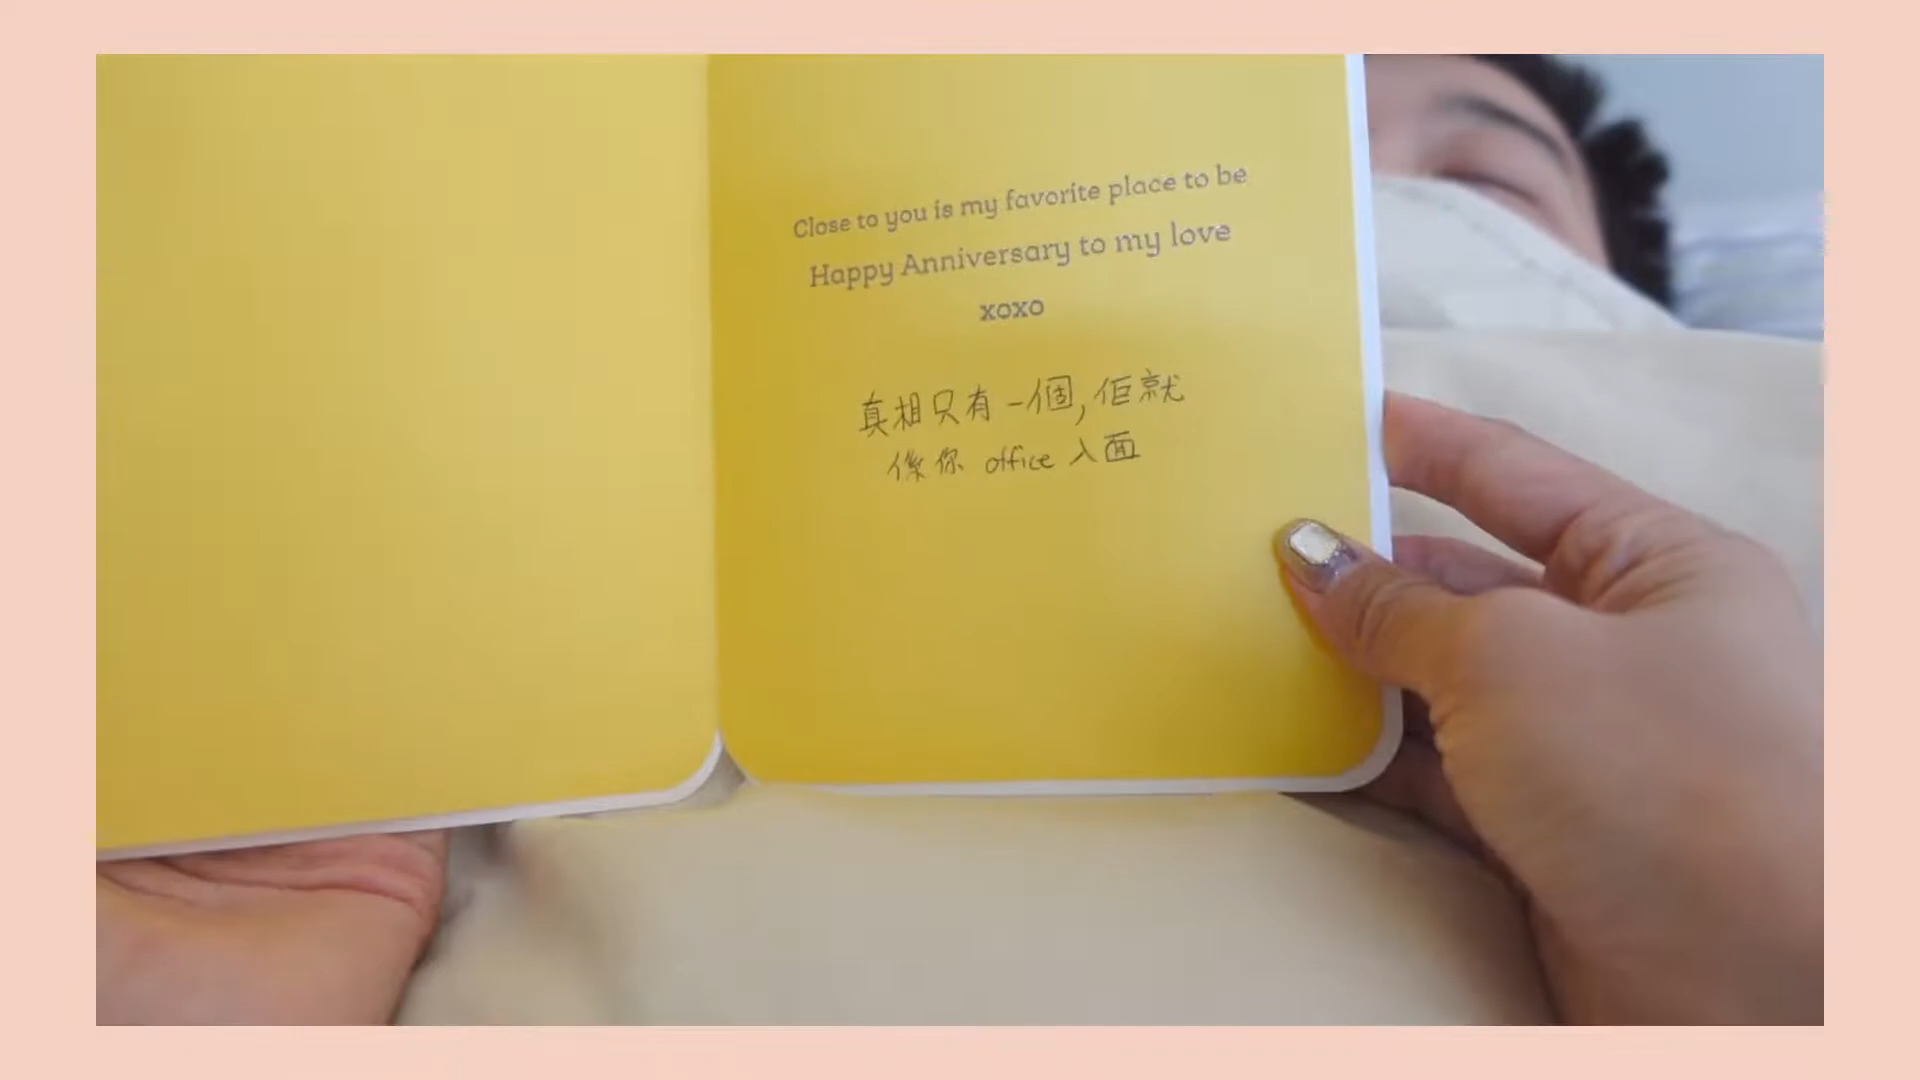 Close to you is my favorite place to be
Happy Anniversary to my love
xoxo
真相只有一個,佢就
係你 office 入面